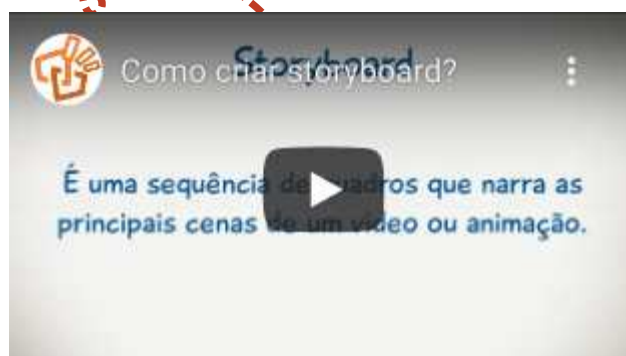 Storyboard
Como criar storyboard?
É uma sequência de quadros que narra as
principais cenas de um vídeo ou animação.